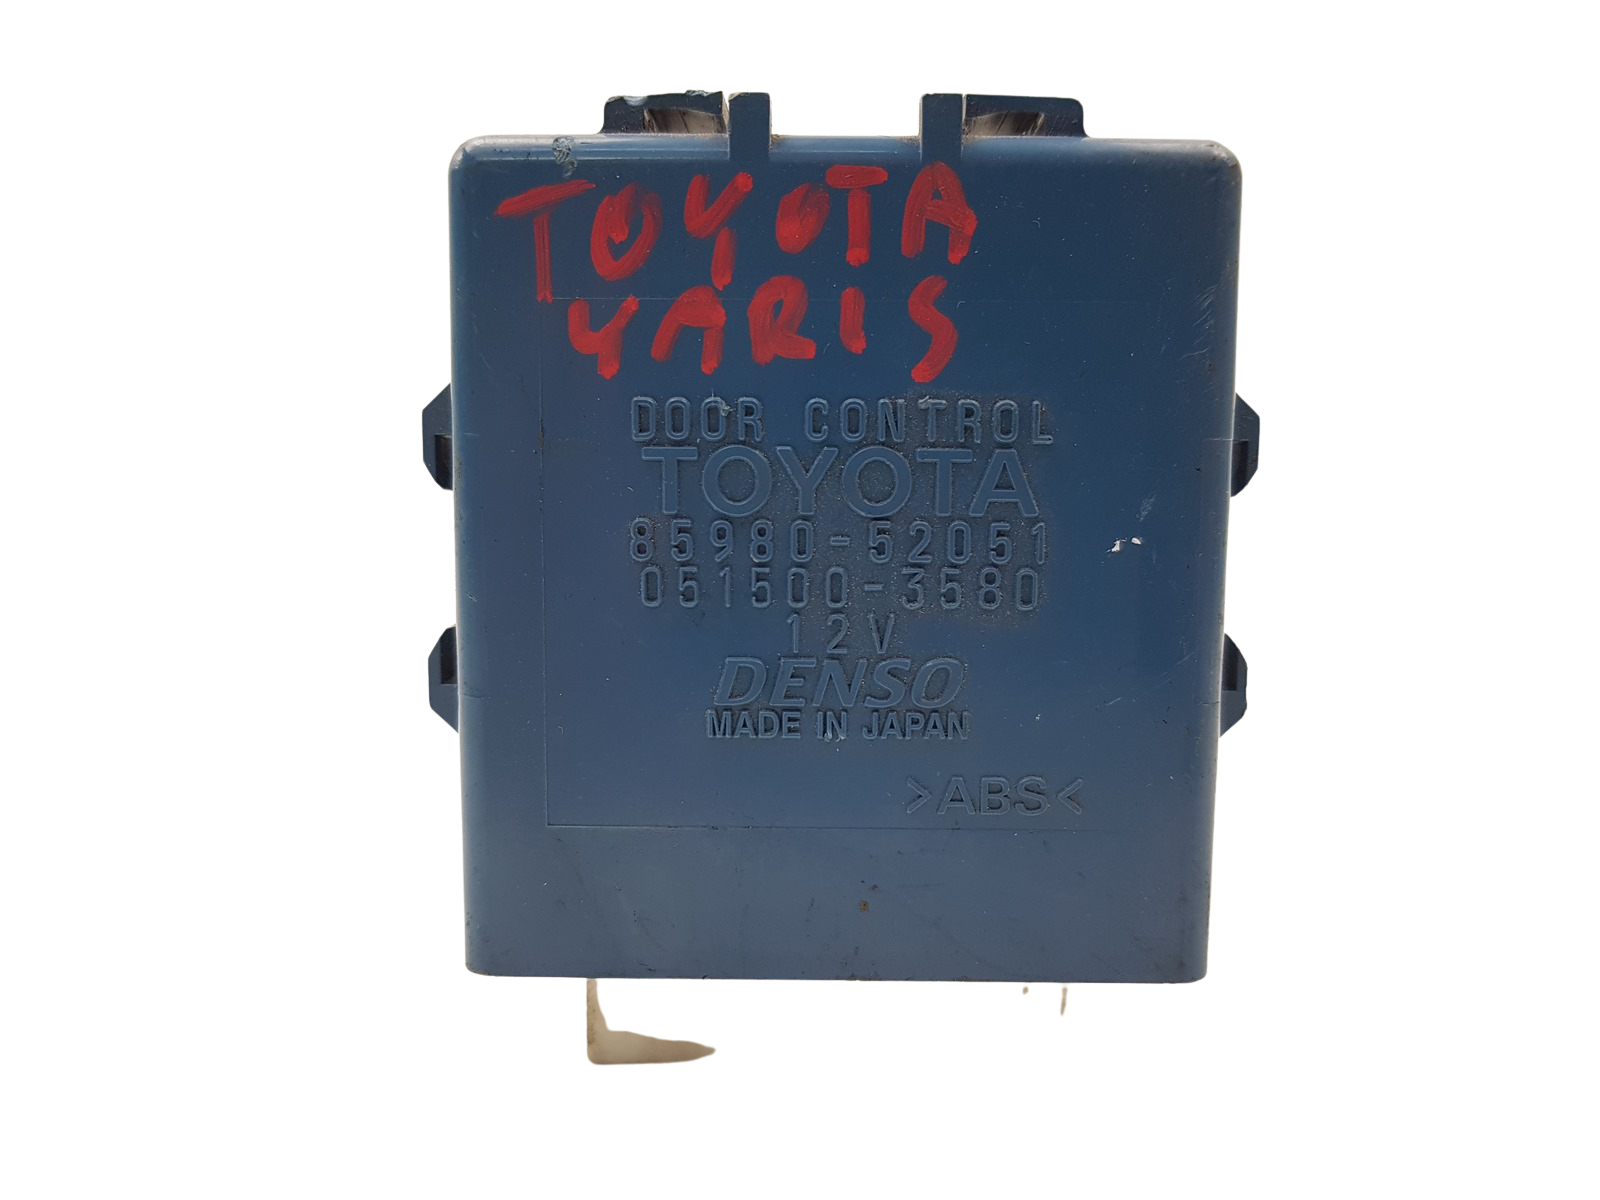 TOYOTA
YARIS
DOOR CONTROL
TOYOTA
85980-52051
051500-3580
12V
DENSO
MADE IN JAPAN
>ABS<